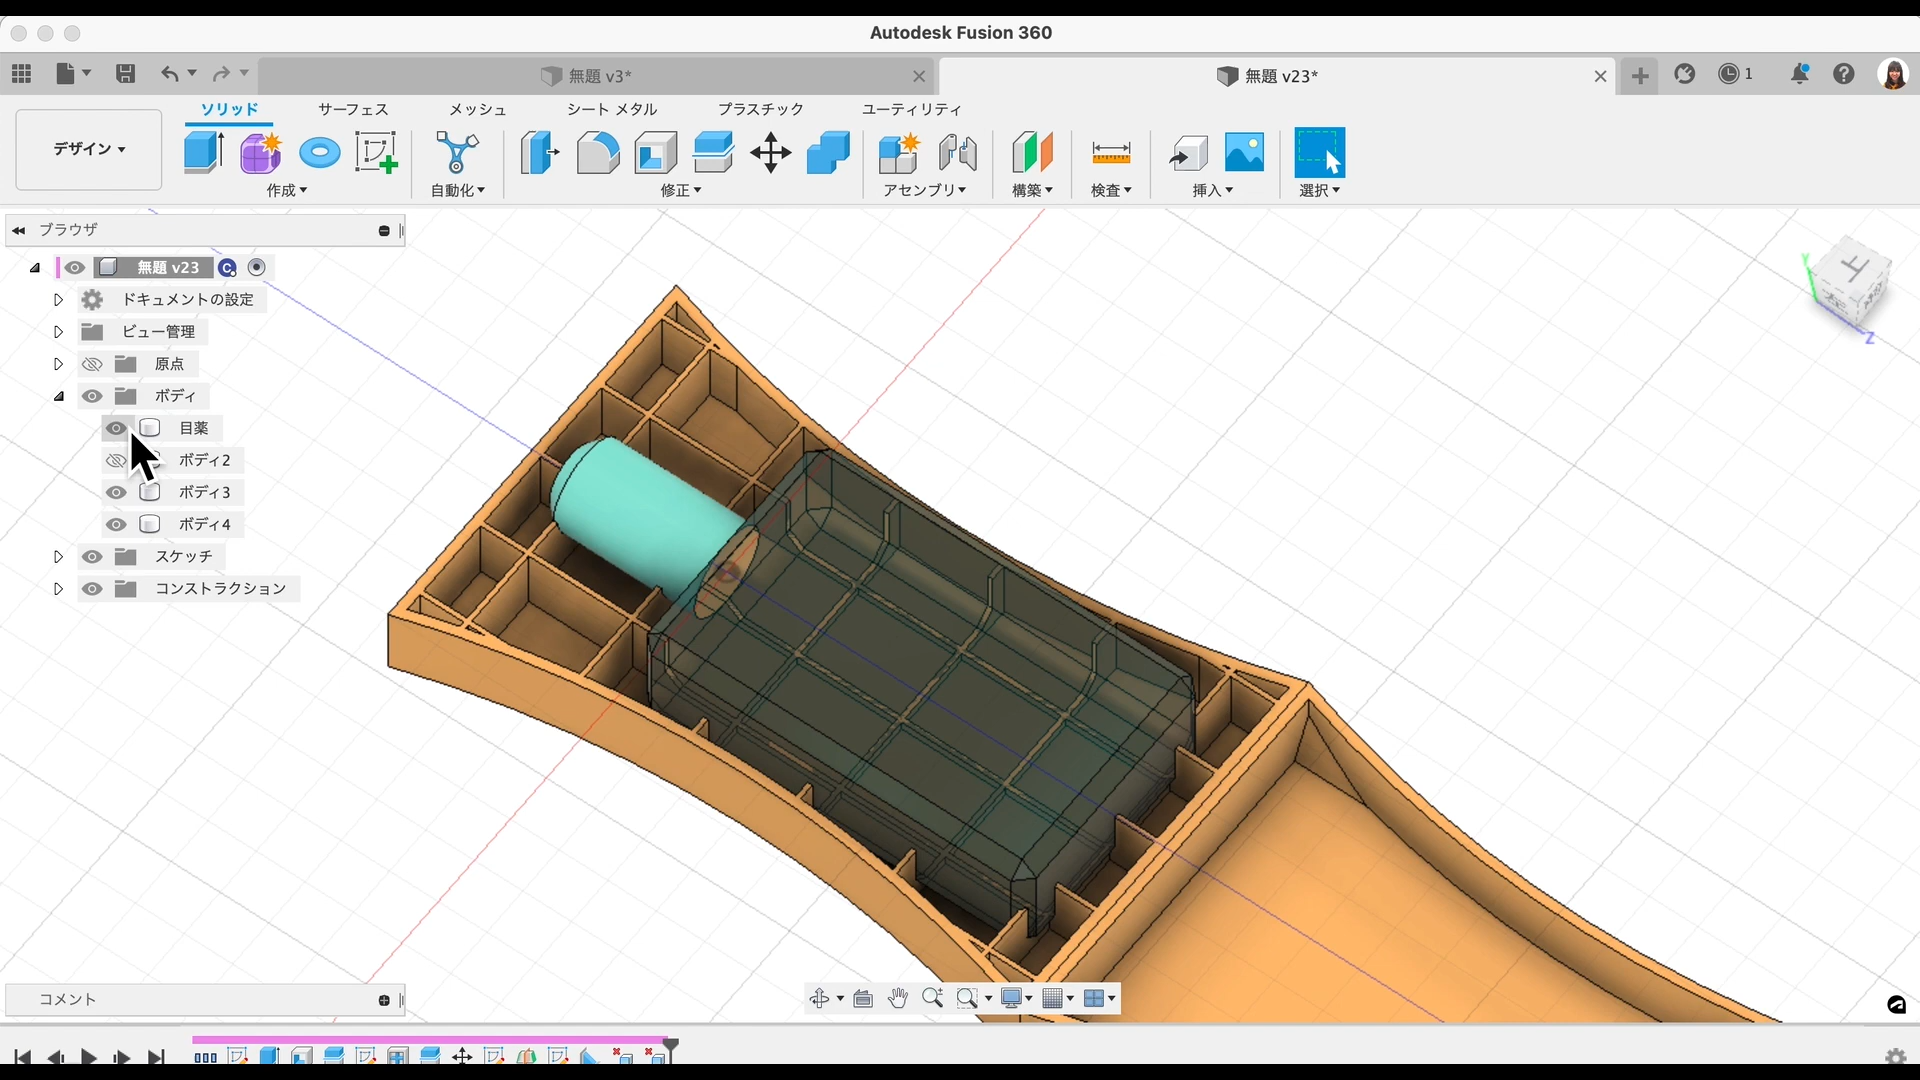 Autodesk Fusion 360
無題 v3*
無題 v23*
1
ソリッド
サーフェス
メッシュ
シート メタル
プラスチック
ユーティリティ
デザイン
作成
自動化
修正
アセンブリ
構築
検査
挿入
選択
ブラウザ
無題 v23
ドキュメントの設定
ビュー管理
原点
ボディ
目薬
ボディ2
ボディ3
ボディ4
スケッチ
コンストラクション
Y
Z
上
コメント